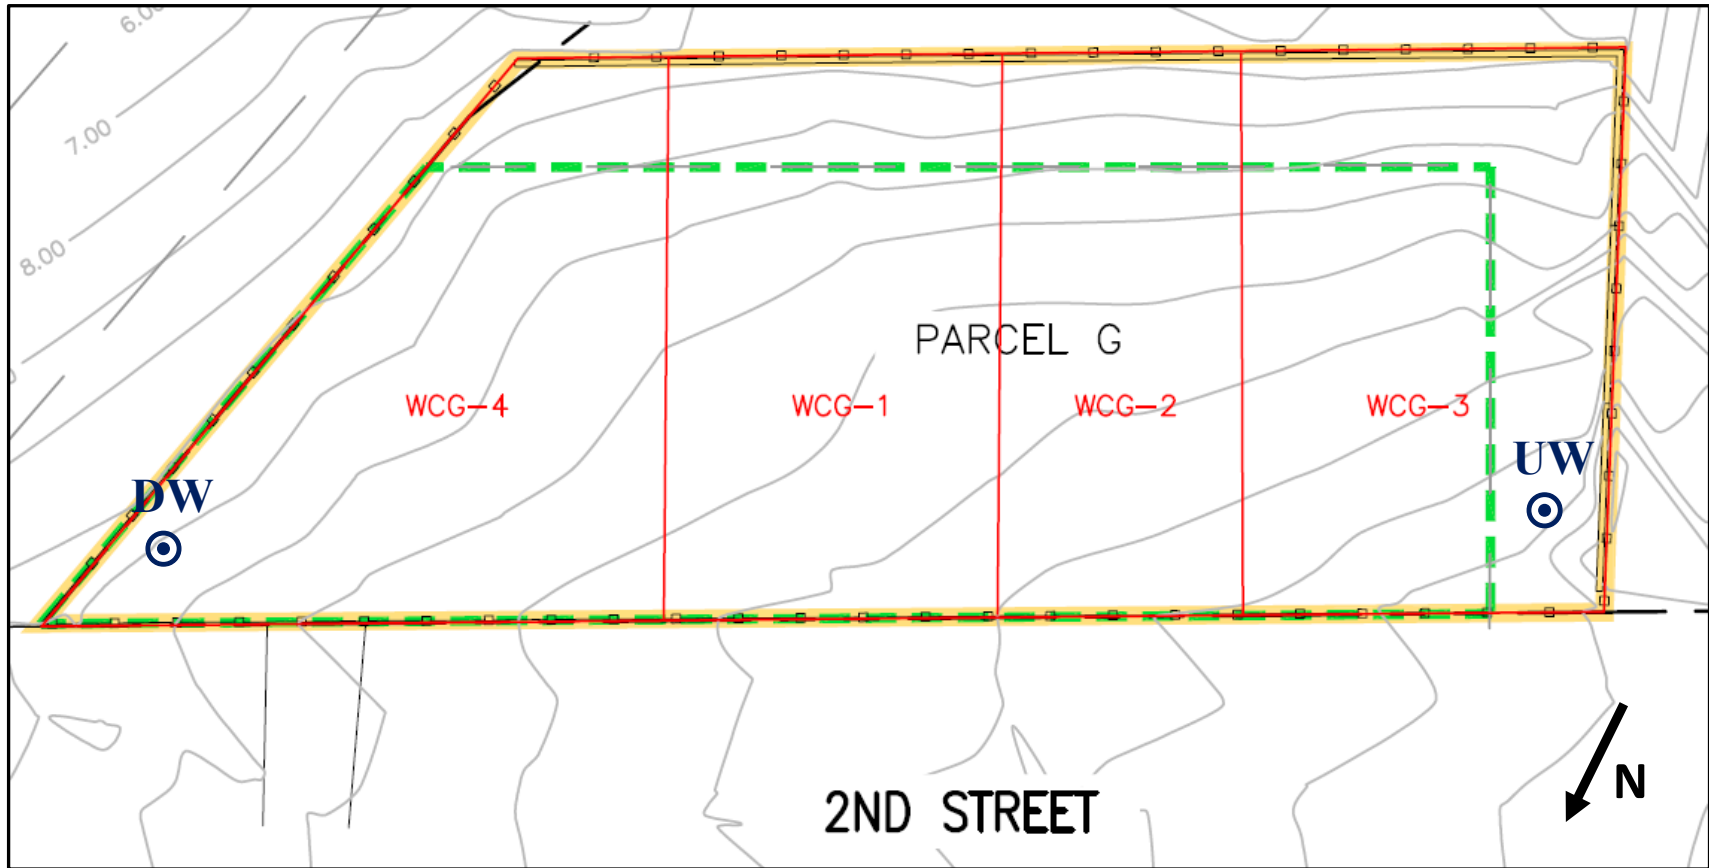 6.00
7.00
8.00
PARCEL G
WCG-4
WCG-1
WCG-2
WCG-3
UW
DW
N
2ND STREET